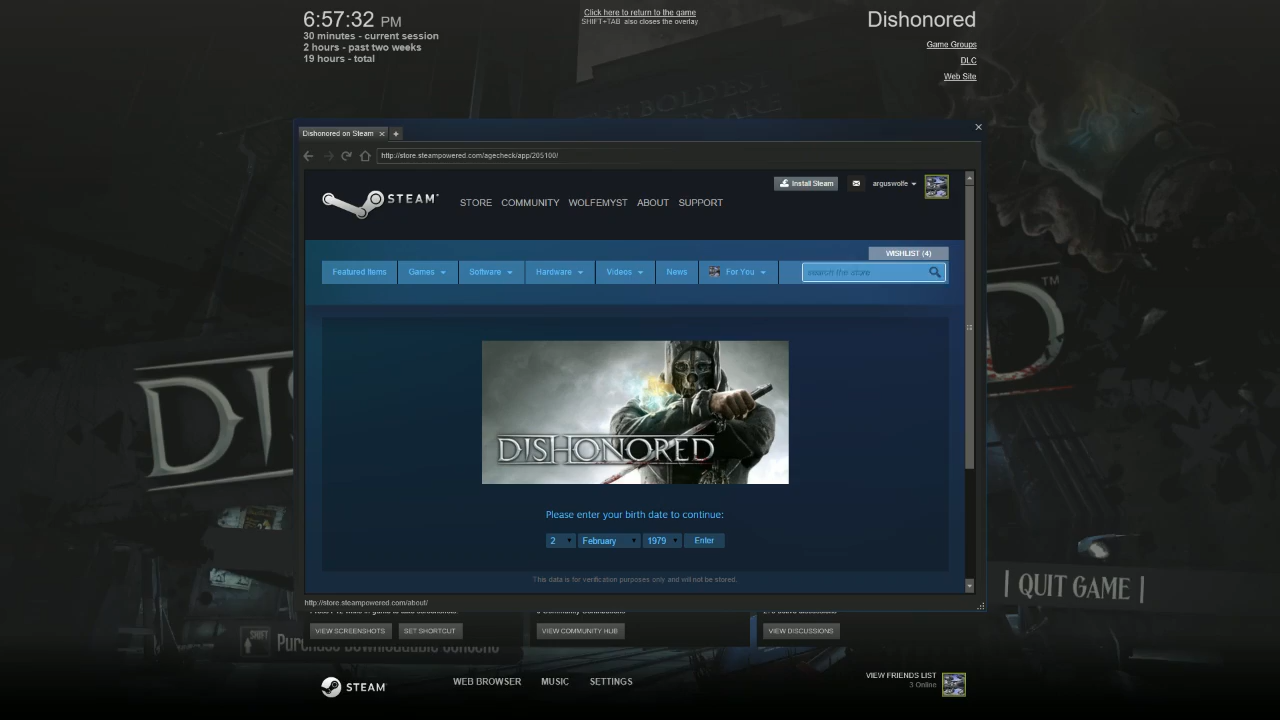 6:57:32 PM
30 minutes - current session
2 hours - past two weeks
19 hours - total
Click here to return to the game
SHIFT+TAB also closes the overlay
Dishonored
Game Groups
DLC
Web Site
Dishonored on Steam
http://store.steampowered.com/agecheck/app/205100/
Install Steam
arguswolfe
STEAM
STORE COMMUNITY WOLFEMYST ABOUT SUPPORT
WISHLIST (4)
Featured Items Games Software Hardware Videos News For You
search the store
DISHONORED
Please enter your birth date to continue:
2 February 1979 Enter
This data is for verification purposes only and will not be stored.
http://store.steampowered.com/about/
VIEW SCREENSHOTS SET SHORTCUT VIEW COMMUNITY HUB VIEW DISCUSSIONS
QUIT GAME
SHIFT
STEAM
WEB BROWSER MUSIC SETTINGS
VIEW FRIENDS LIST
3 Online